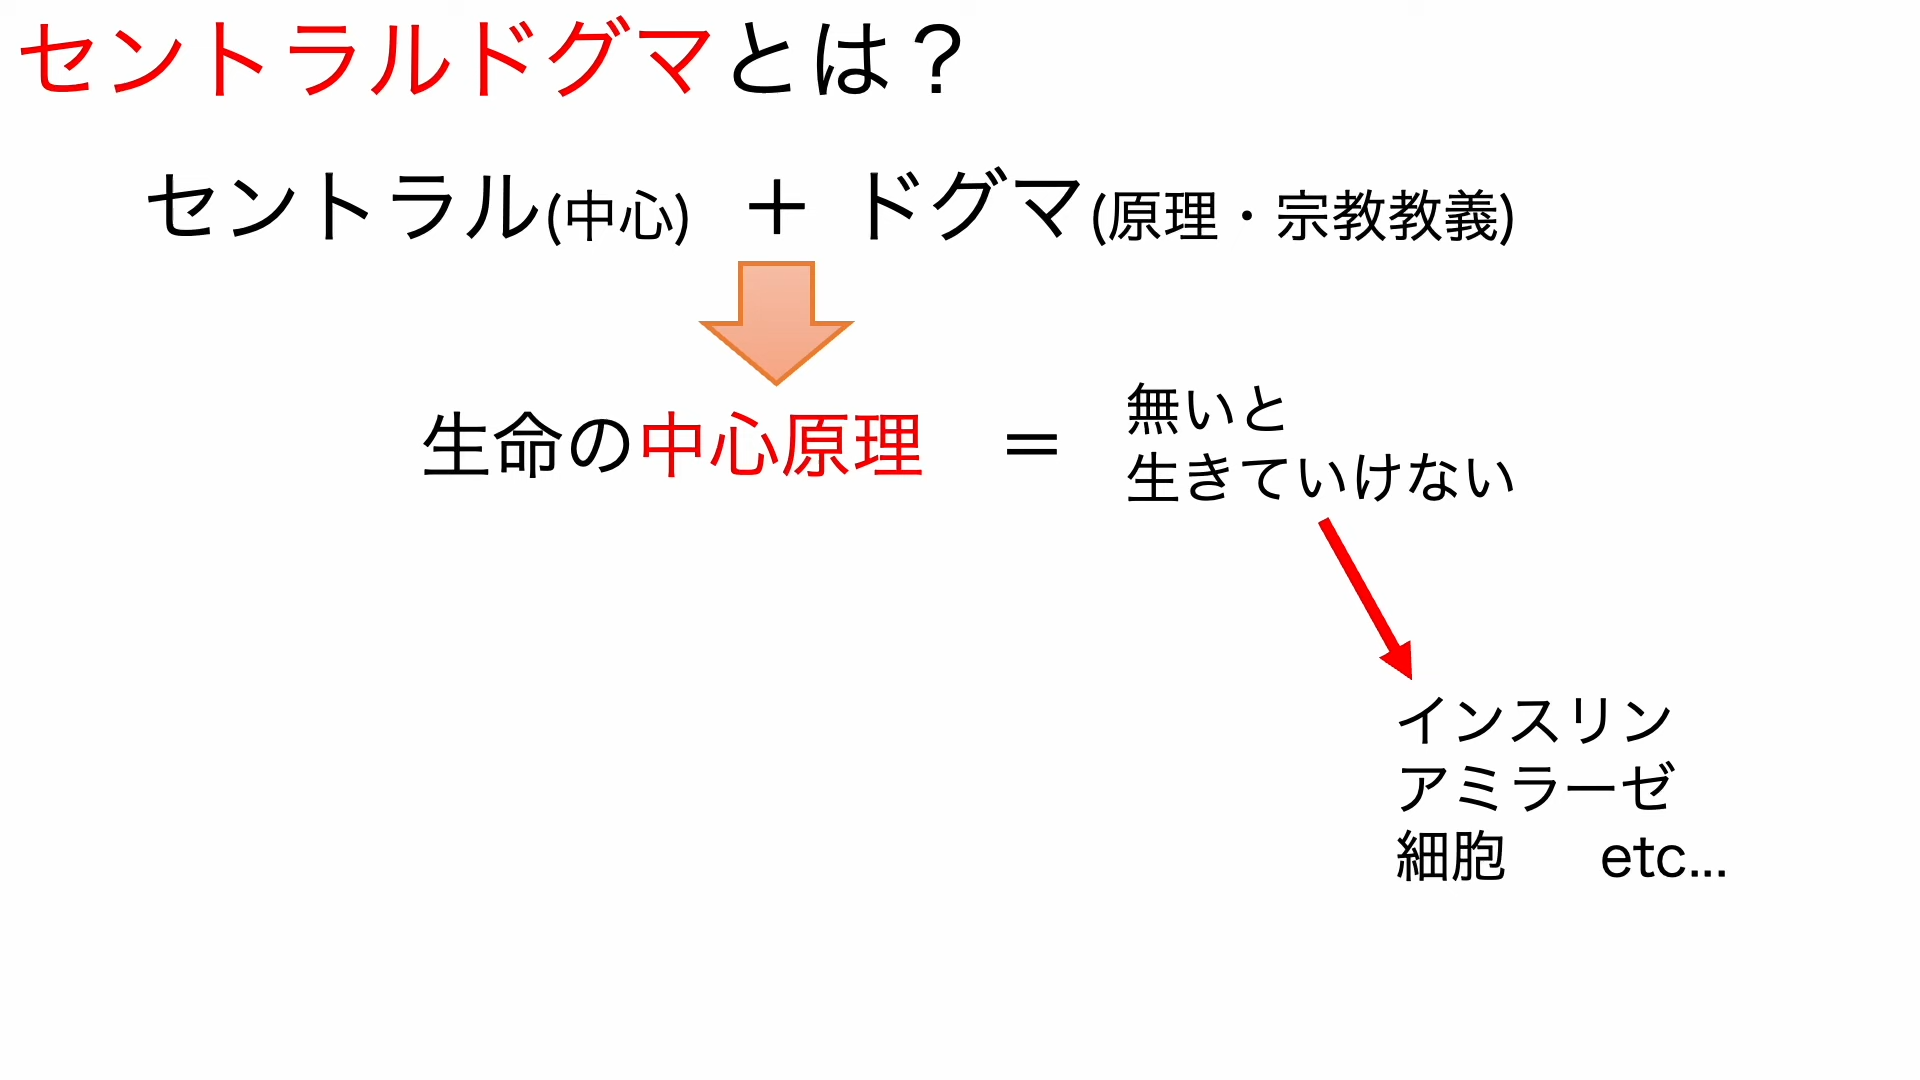 セントラルドグマとは？
セントラル(中心) ＋ ドグマ(原理・宗教教義)
生命の中心原理 ＝
無いと
生きていけない
インスリン
アミラーゼ
細胞 etc...